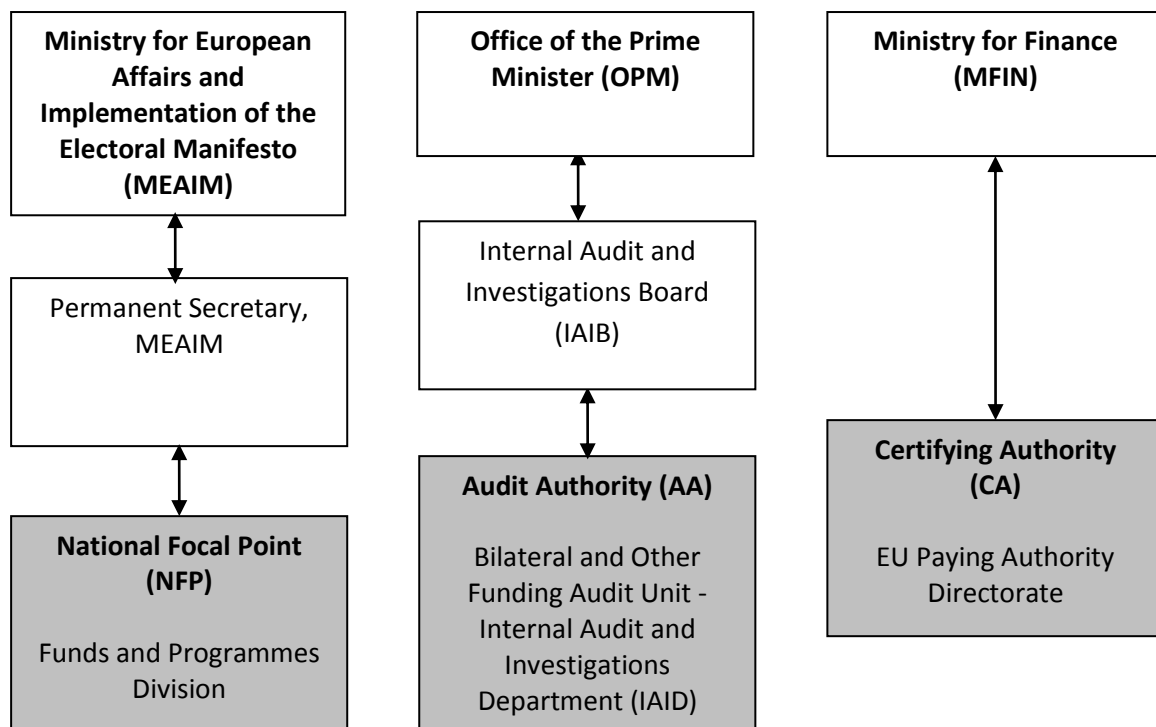 Ministry for European
Affairs and
Implementation of the
Electoral Manifesto
(MEAIM)
Permanent Secretary,
MEAIM
National Focal Point
(NFP)
Funds and Programmes
Division
Office of the Prime
Minister (OPM)
Internal Audit and
Investigations Board
(IAIB)
Audit Authority (AA)
Bilateral and Other
Funding Audit Unit -
Internal Audit and
Investigations
Department (IAID)
Ministry for Finance
(MFIN)
Certifying Authority
(CA)
EU Paying Authority
Directorate